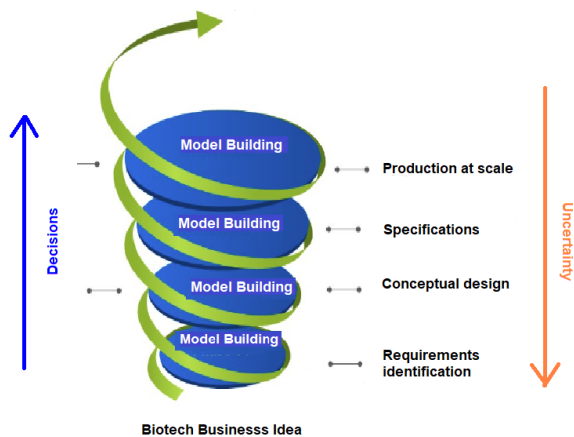 Model Building
Production at scale
Model Building
Specifications
Model Building
Conceptual design
Model Building
Requirements
identification
Decisions
Uncertainty
Biotech Businesss Idea